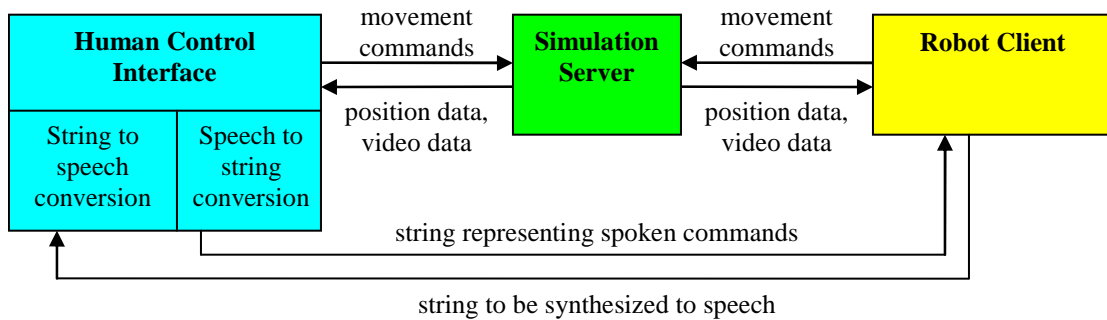 Human Control
Interface
String to
speech
conversion
Speech to
string
conversion
movement
commands
position data,
video data
Simulation
Server
movement
commands
position data,
video data
Robot Client
string representing spoken commands
string to be synthesized to speech